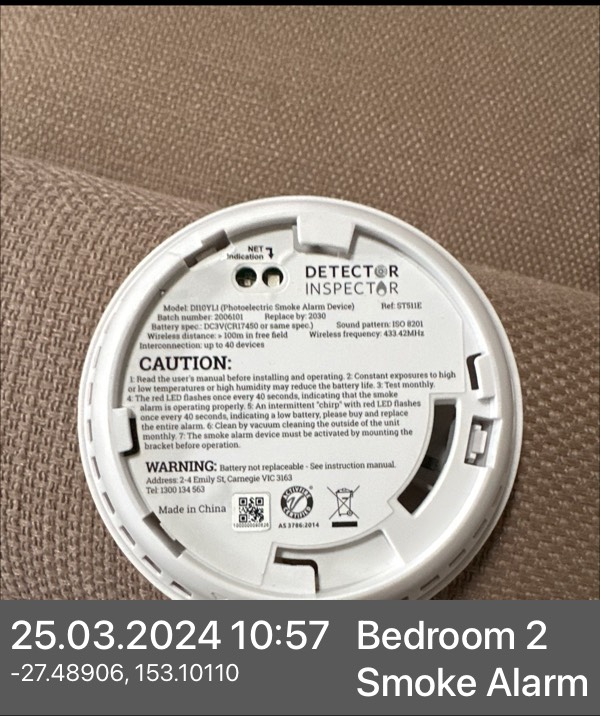 NET
Indication
DETECTOR
INSPECTOR
Model: DI10YL1 (Photoelectric Smoke Alarm Device) Ref: ST511E
Batch number: 2006101 Replace by: 2030
Battery spec.: DC3V(CR17450 or same spec.) Sound pattern: ISO 8201
Wireless distance: > 100m in free field Wireless frequency: 433.42MHz
Interconnection: up to 40 devices
CAUTION:
1: Read the user's manual before installing and operating. 2: Constant exposures to high
or low temperatures or high humidity may reduce the battery life. 3: Test monthly.
4: The red LED flashes once every 40 seconds, indicating that the smoke
alarm is operating properly. 5: An intermittent "chirp" with red LED flashes
once every 40 seconds, indicating a low battery, please buy and replace
the entire alarm. 6: Clean by vacuum cleaning the outside of the unit
monthly. 7: The smoke alarm device must be activated by mounting the
bracket before operation.
WARNING: Battery not replaceable - See instruction manual.
Address: 2-4 Emily St, Carnegie VIC 3163
Tel: 1300 134 563
Made in China
AS 3786:2014
25.03.2024 10:57 Bedroom 2
-27.48906, 153.10110
Smoke Alarm